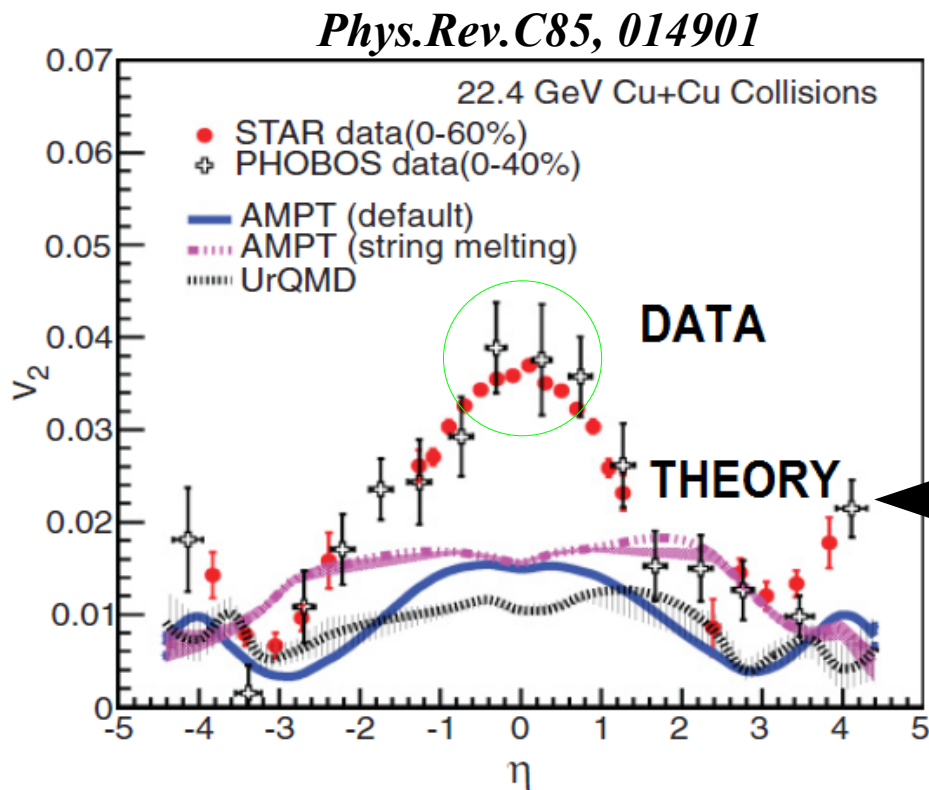 Phys.Rev.C85, 014901
0.07
22.4 GeV Cu+Cu Collisions
STAR data(0-60%)
0.06
PHOBOS data(0-40%)
AMPT (default)
0.05
AMPT (string melting)
UrQMD
DATA
0.04
v2
0.03
THEORY
0.02
0.01
0
-5 -4 -3 -2 -1 0 1 2 3 4 5
η